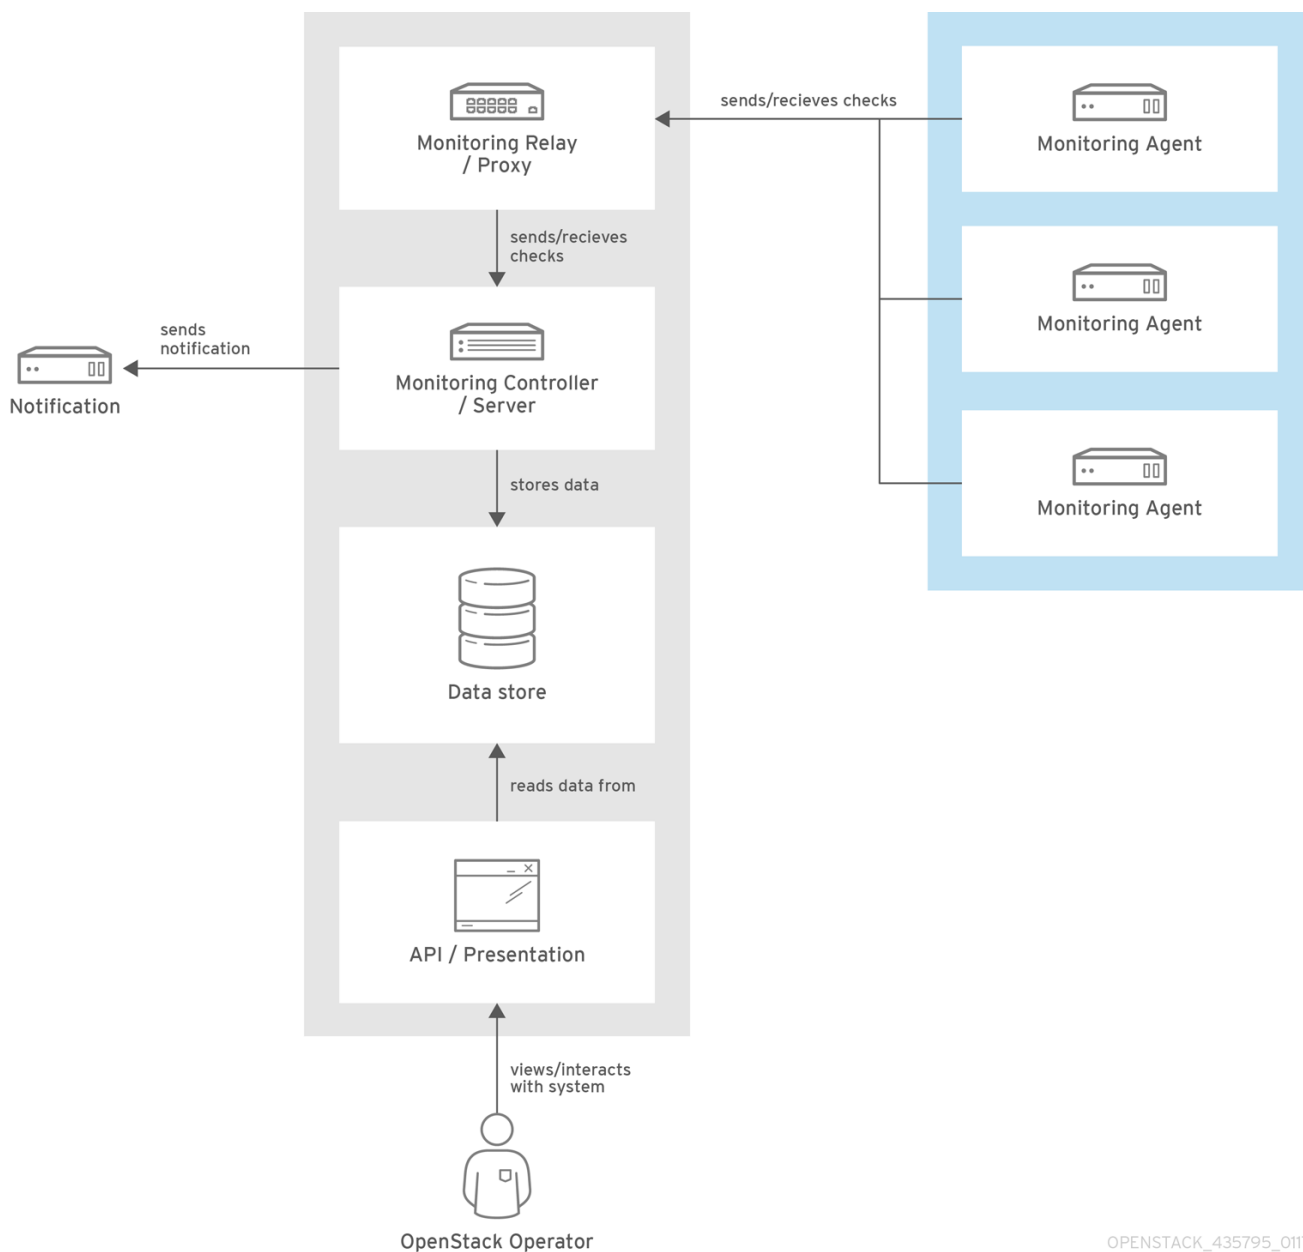 sends/recieves checks
Monitoring Relay
/ Proxy
Monitoring Agent
sends/recieves
checks
Monitoring Agent
sends
notification
Notification
Monitoring Controller
/ Server
stores data
Monitoring Agent
Data store
reads data from
API / Presentation
views/interacts
with system
OpenStack Operator
OPENSTACK_435795_011